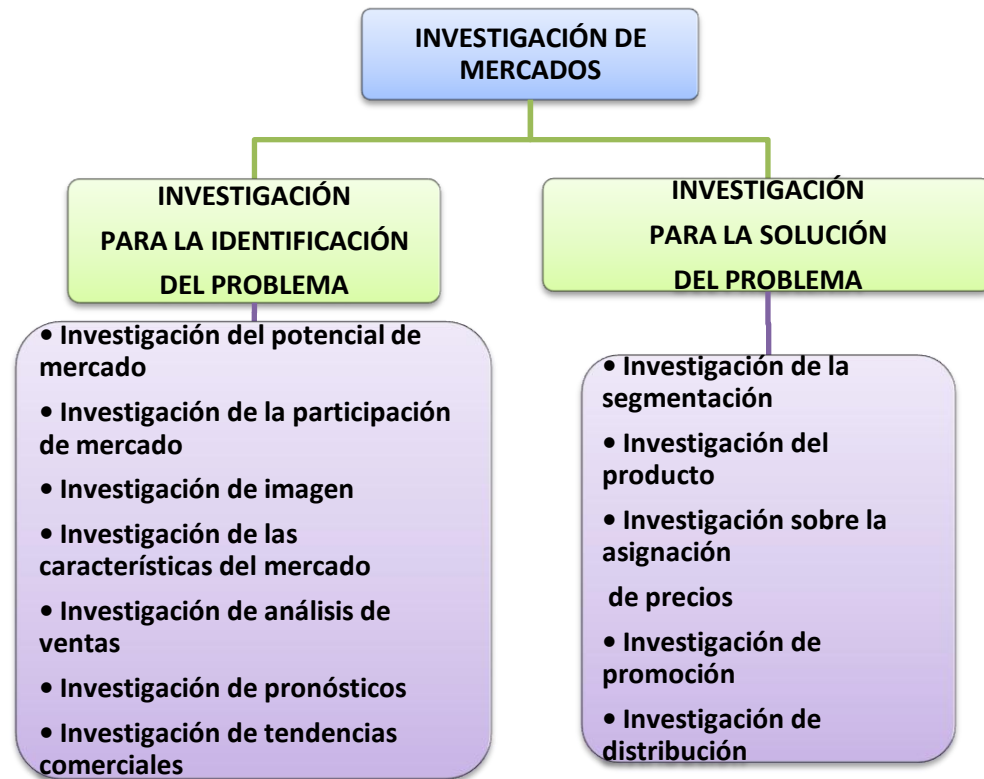 INVESTIGACIÓN DE
MERCADOS
INVESTIGACIÓN
PARA LA IDENTIFICACIÓN
DEL PROBLEMA
• Investigación del potencial de
mercado
• Investigación de la participación
de mercado
• Investigación de imagen
• Investigación de las
características del mercado
• Investigación de análisis de
ventas
• Investigación de pronósticos
• Investigación de tendencias
comerciales
INVESTIGACIÓN
PARA LA SOLUCIÓN
DEL PROBLEMA
• Investigación de la
segmentación
• Investigación del
producto
• Investigación sobre la
asignación
de precios
• Investigación de
promoción
• Investigación de
distribución